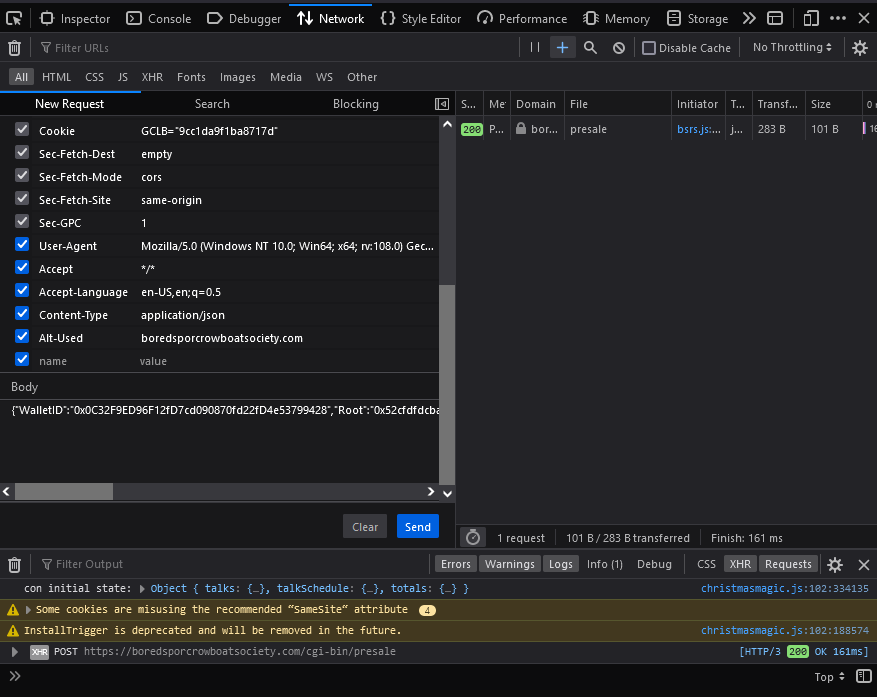 Inspector Console Debugger Network Style Editor Performance Memory Storage
Filter URLs Disable Cache No Throttling
All HTML CSS JS XHR Fonts Images Media WS Other
New Request Search Blocking
S... Me Domain File Initiator T... Transf... Size 0
200 P... bor... presale bsrs.js:... j... 283 B 101 B 16
Cookie GCLB="9cc1da9f1ba8717d"
Sec-Fetch-Dest empty
Sec-Fetch-Mode cors
Sec-Fetch-Site same-origin
Sec-GPC 1
User-Agent Mozilla/5.0 (Windows NT 10.0; Win64; x64; rv:108.0) Gec...
Accept */*
Accept-Language en-US,en;q=0.5
Content-Type application/json
Alt-Used boredsporcrowboatsociety.com
name value
Body
{"WalletID":"0x0C32F9ED96F12fD7cd090870fd22fD4e53799428","Root":"0x52cfdfdcba
Clear Send
1 request 101 B / 283 B transferred Finish: 161 ms
Filter Output Errors Warnings Logs Info (1) Debug CSS XHR Requests
con initial state: Object { talks: {…}, talkSchedule: {…}, totals: {…} } christmasmagic.js:102:334135
Some cookies are misusing the recommended “SameSite” attribute 4
InstallTrigger is deprecated and will be removed in the future. christmasmagic.js:102:188574
XHR POST https://boredsporcrowboatsociety.com/cgi-bin/presale [HTTP/3 200 OK 161ms]
Top